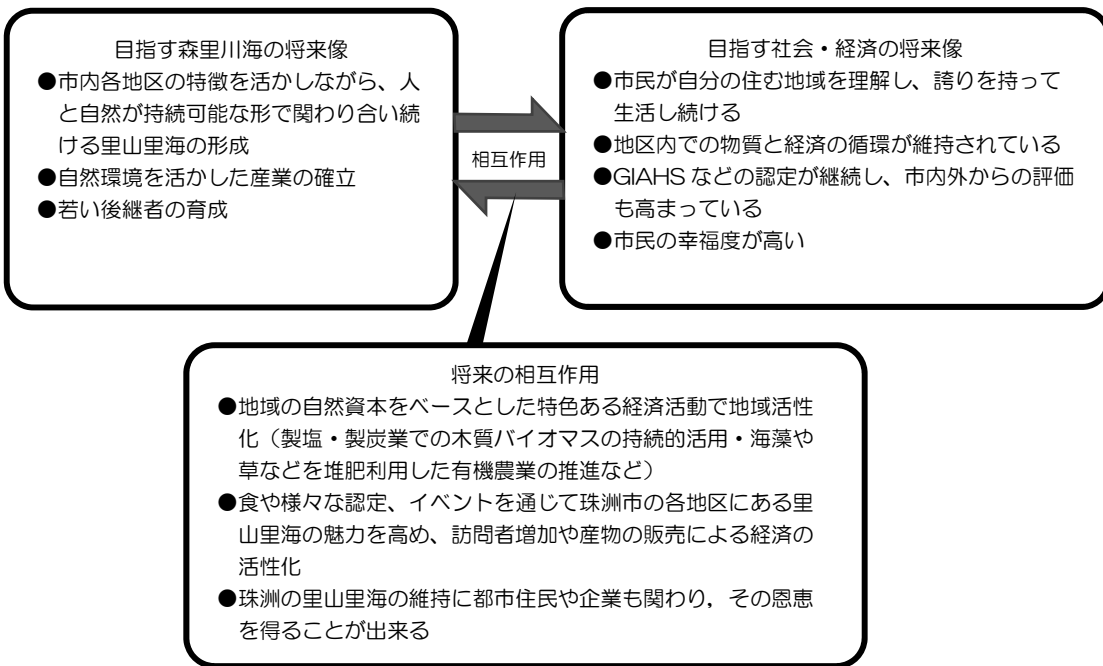 目指す森里川海の将来像
●市内各地区の特徴を活かしながら、人
と自然が持続可能な形で関わり合い続
ける里山里海の形成
●自然環境を活かした産業の確立
●若い後継者の育成
相互作用
目指す社会・経済の将来像
●市民が自分の住む地域を理解し、誇りを持って
生活し続ける
●地区内での物質と経済の循環が維持されている
●GIAHS などの認定が継続し、市内外からの評価
も高まっている
●市民の幸福度が高い
将来の相互作用
●地域の自然資本をベースとした特色ある経済活動で地域活性
化（製塩・製炭業での木質バイオマスの持続的活用・海藻や
草などを堆肥利用した有機農業の推進など）
●食や様々な認定、イベントを通じて珠洲市の各地区にある里
山里海の魅力を高め、訪問者増加や産物の販売による経済の
活性化
●珠洲の里山里海の維持に都市住民や企業も関わり，その恩恵
を得ることが出来る